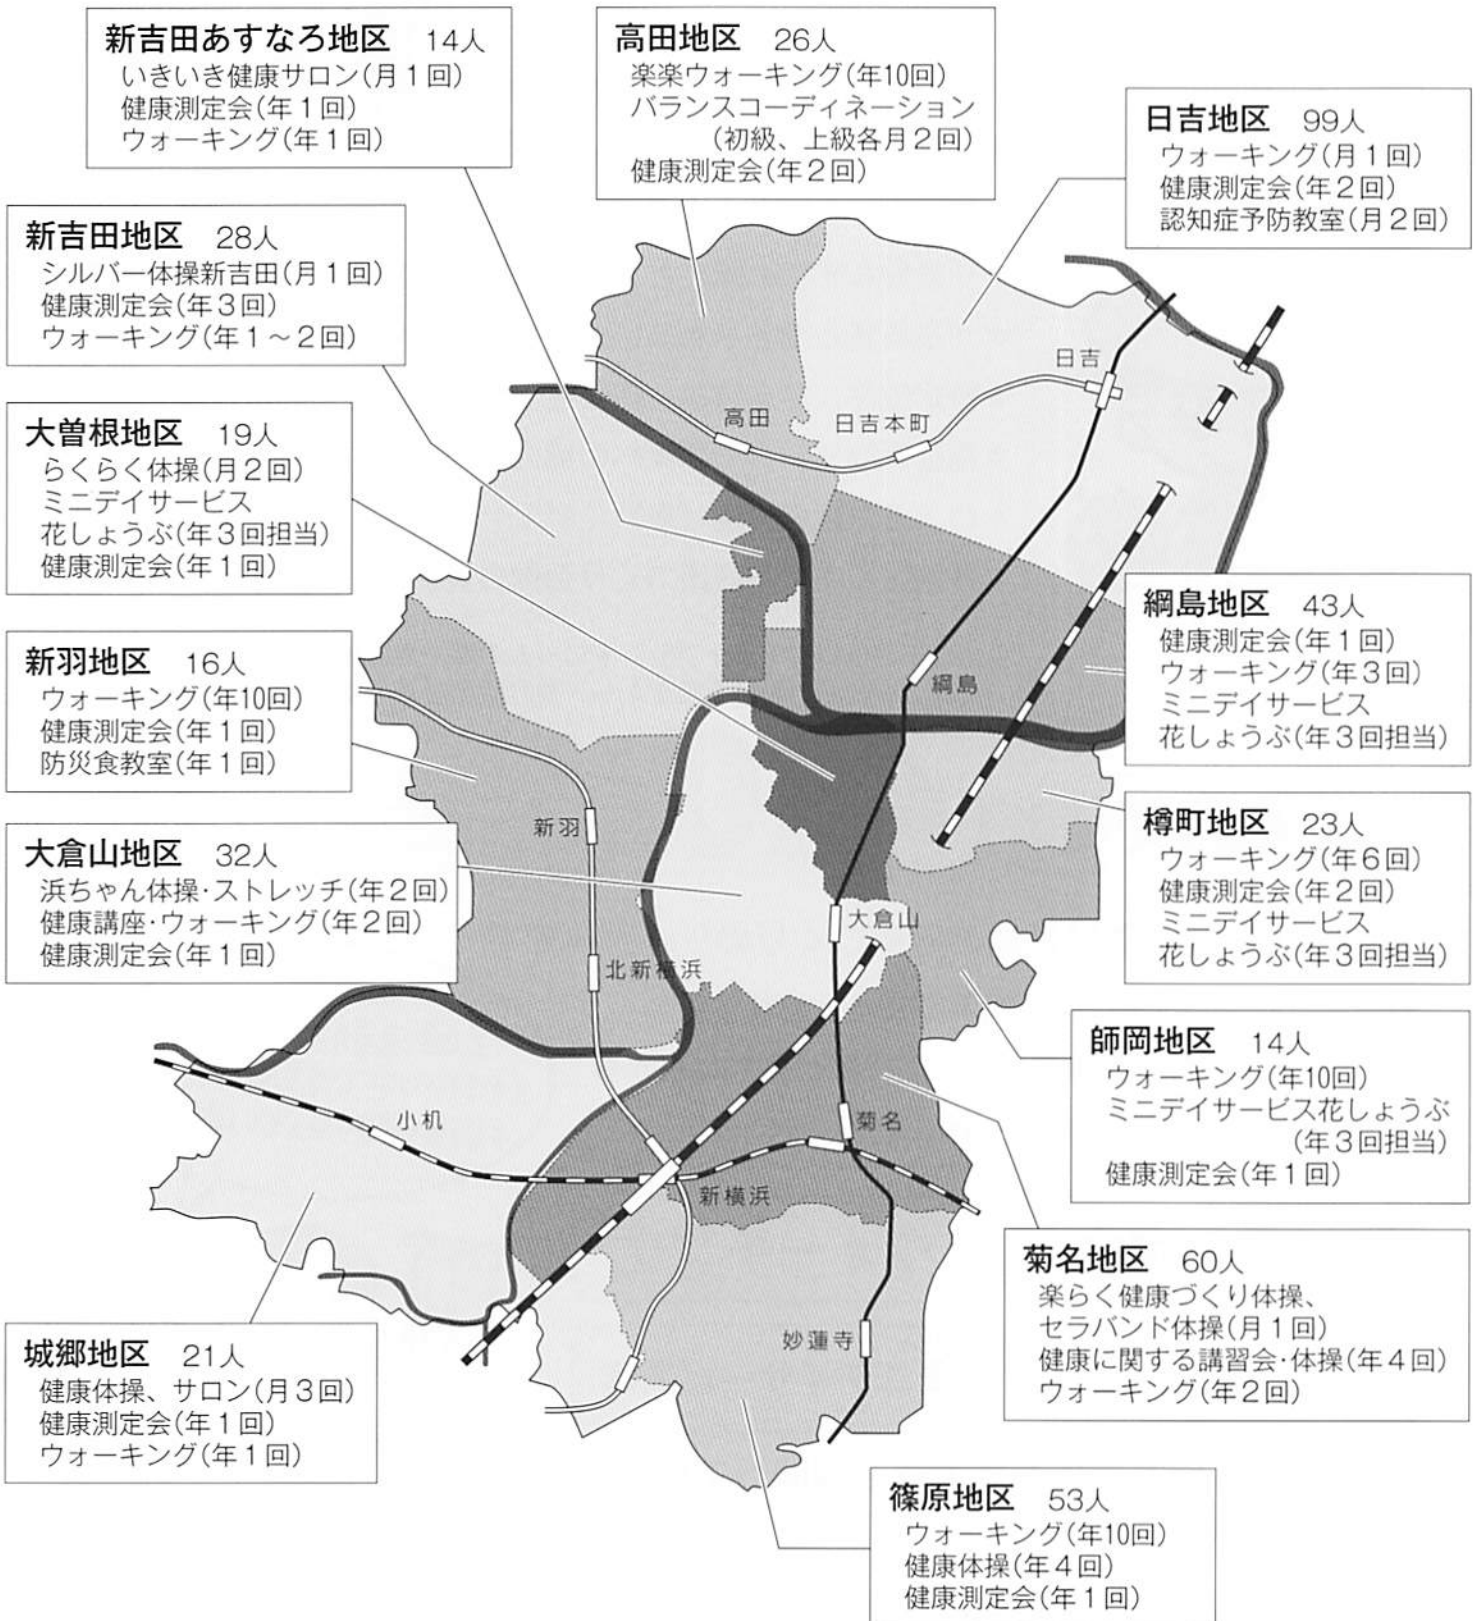 新吉田あすなろ地区　14人
いきいき健康サロン(月1回)
健康測定会(年1回)
ウォーキング(年1回)
高田地区　26人
楽楽ウォーキング(年10回)
バランスコーディネーション
(初級、上級各月2回)
健康測定会(年2回)
日吉地区　99人
ウォーキング(月1回)
健康測定会(年2回)
認知症予防教室(月2回)
新吉田地区　28人
シルバー体操新吉田(月1回)
健康測定会(年3回)
ウォーキング(年1～2回)
大曽根地区　19人
らくらく体操(月2回)
ミニデイサービス
花しょうぶ(年3回担当)
健康測定会(年1回)
新羽地区　16人
ウォーキング(年10回)
健康測定会(年1回)
防災食教室(年1回)
大倉山地区　32人
浜ちゃん体操・ストレッチ(年2回)
健康講座・ウォーキング(年2回)
健康測定会(年1回)
城郷地区　21人
健康体操、サロン(月3回)
健康測定会(年1回)
ウォーキング(年1回)
日吉
高田
日吉本町
綱島
新羽
大倉山
北新横浜
小机
菊名
新横浜
妙蓮寺
綱島地区　43人
健康測定会(年1回)
ウォーキング(年3回)
ミニデイサービス
花しょうぶ(年3回担当)
樽町地区　23人
ウォーキング(年6回)
健康測定会(年2回)
ミニデイサービス
花しょうぶ(年3回担当)
師岡地区　14人
ウォーキング(年10回)
ミニデイサービス花しょうぶ
(年3回担当)
健康測定会(年1回)
菊名地区　60人
楽らく健康づくり体操、
セラバンド体操(月1回)
健康に関する講習会・体操(年4回)
ウォーキング(年2回)
篠原地区　53人
ウォーキング(年10回)
健康体操(年4回)
健康測定会(年1回)